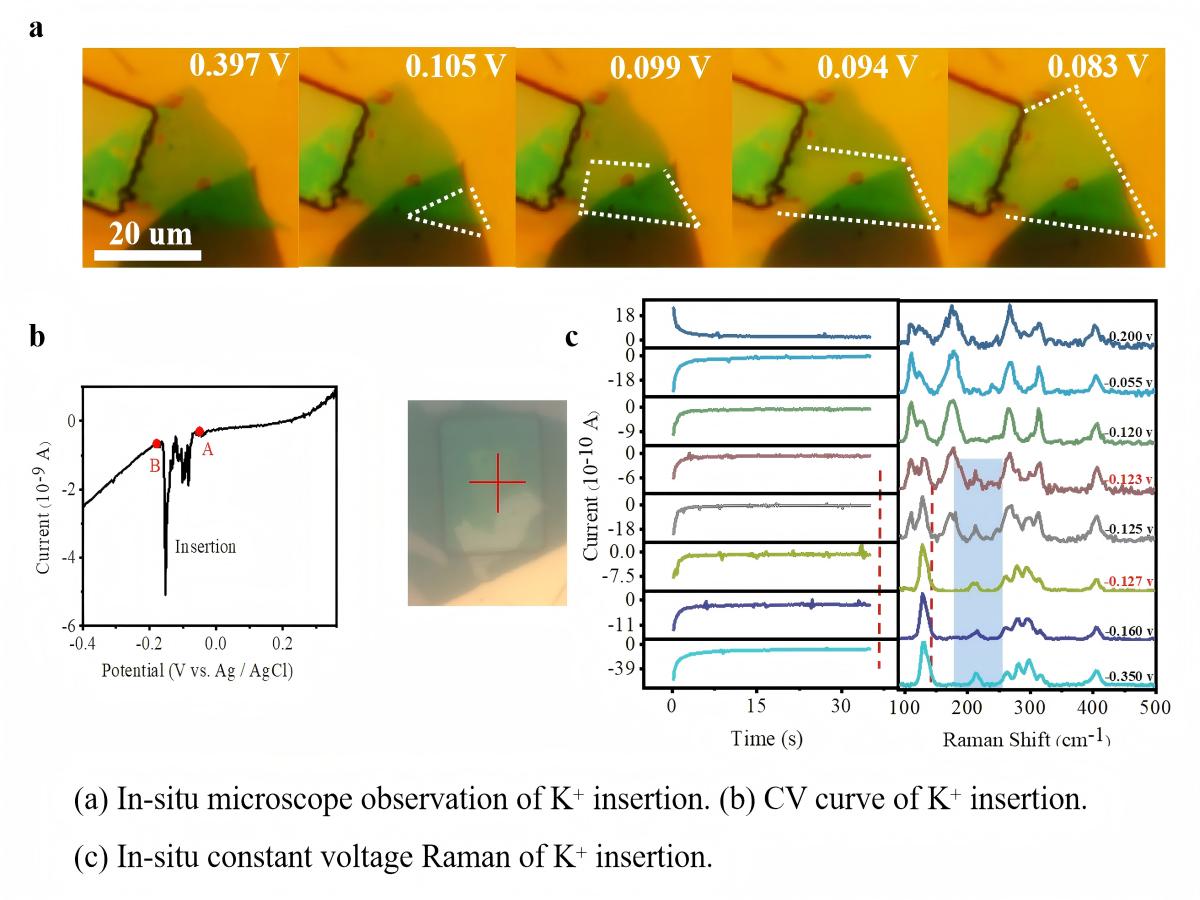 a
0.397 V 0.105 V 0.099 V 0.094 V 0.083 V
20 um
b
Current (10⁻⁹ A)
0
-2
-4
-6
B
A
Insertion
-0.4 -0.2 0.0 0.2
Potential (V vs. Ag / AgCl)
c
Current (10⁻¹⁰ A)
18
0
0
-18
0
-9
0
-6
0
-18
0.0
-7.5
0
-11
0
-39
0.200 v
-0.055 v
-0.120 v
-0.123 v
-0.125 v
-0.127 v
-0.160 v
-0.350 v
0 15 30 100 200 300 400 500
Time (s) Raman Shift (cm⁻¹)
(a) In-situ microscope observation of K⁺ insertion. (b) CV curve of K⁺ insertion.
(c) In-situ constant voltage Raman of K⁺ insertion.